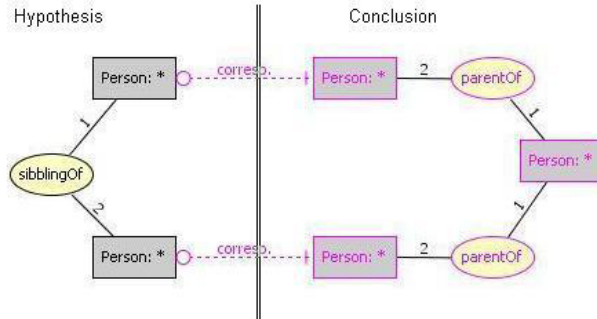 Hypothesis
Conclusion
Person: *
corresp.
Person: *
2
parentOf
1
1
sibblingOf
Person: *
2
1
Person: *
corresp.
Person: *
2
parentOf